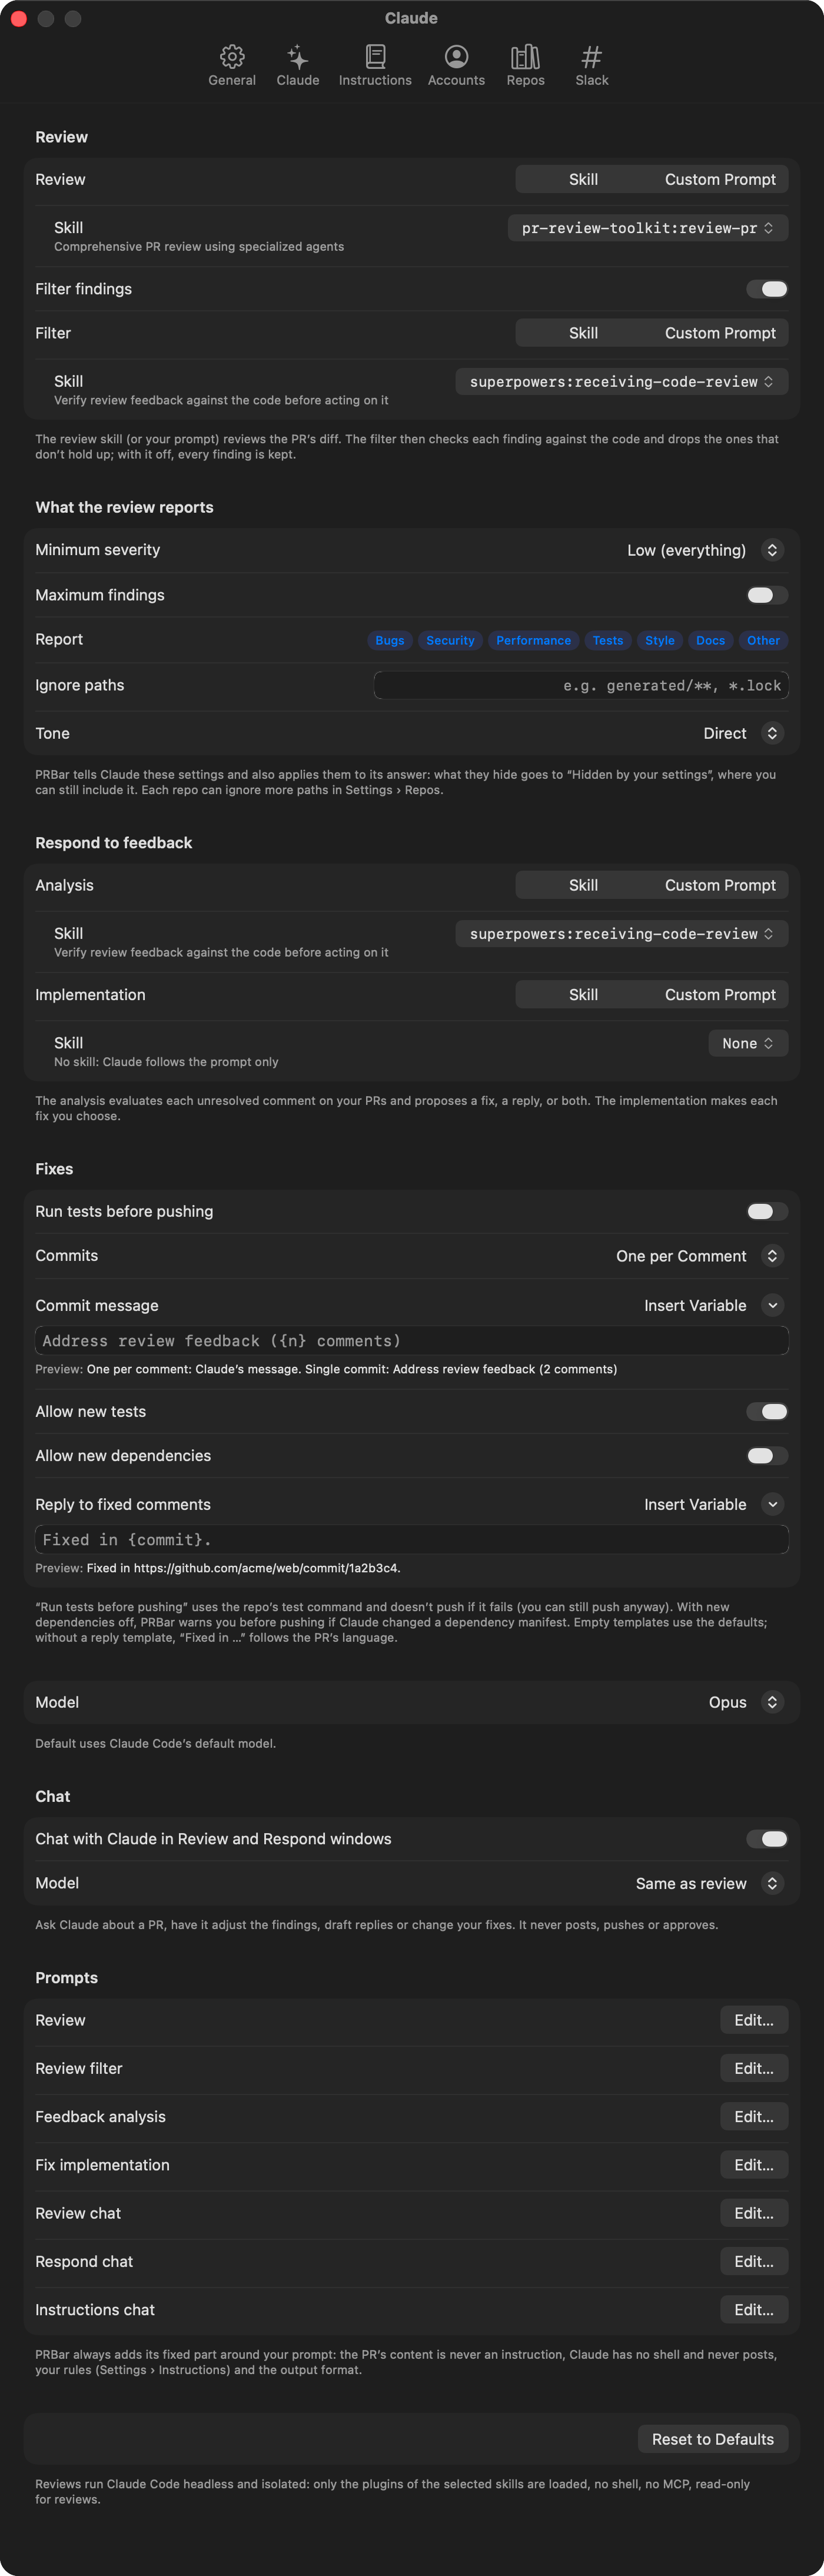 Claude
General Claude Instructions Accounts Repos Slack
Review
Review Skill Custom Prompt
Skill pr-review-toolkit:review-pr
Comprehensive PR review using specialized agents
Filter findings
Filter Skill Custom Prompt
Skill superpowers:receiving-code-review
Verify review feedback against the code before acting on it
The review skill (or your prompt) reviews the PR's diff. The filter then checks each finding against the code and drops the ones that
don't hold up; with it off, every finding is kept.
What the review reports
Minimum severity Low (everything)
Maximum findings
Report Bugs Security Performance Tests Style Docs Other
Ignore paths e.g. generated/**, *.lock
Tone Direct
PRBar tells Claude these settings and also applies them to its answer: what they hide goes to “Hidden by your settings”, where you
can still include it. Each repo can ignore more paths in Settings › Repos.
Respond to feedback
Analysis Skill Custom Prompt
Skill superpowers:receiving-code-review
Verify review feedback against the code before acting on it
Implementation Skill Custom Prompt
Skill None
No skill: Claude follows the prompt only
The analysis evaluates each unresolved comment on your PRs and proposes a fix, a reply, or both. The implementation makes each
fix you choose.
Fixes
Run tests before pushing
Commits One per Comment
Commit message Insert Variable
Address review feedback ({n} comments)
Preview: One per comment: Claude's message. Single commit: Address review feedback (2 comments)
Allow new tests
Allow new dependencies
Reply to fixed comments Insert Variable
Fixed in {commit}.
Preview: Fixed in https://github.com/acme/web/commit/1a2b3c4.
“Run tests before pushing” uses the repo's test command and doesn't push if it fails (you can still push anyway). With new
dependencies off, PRBar warns you before pushing if Claude changed a dependency manifest. Empty templates use the defaults;
without a reply template, “Fixed in …” follows the PR's language.
Model Opus
Default uses Claude Code's default model.
Chat
Chat with Claude in Review and Respond windows
Model Same as review
Ask Claude about a PR, have it adjust the findings, draft replies or change your fixes. It never posts, pushes or approves.
Prompts
Review Edit...
Review filter Edit...
Feedback analysis Edit...
Fix implementation Edit...
Review chat Edit...
Respond chat Edit...
Instructions chat Edit...
PRBar always adds its fixed part around your prompt: the PR's content is never an instruction, Claude has no shell and never posts,
your rules (Settings › Instructions) and the output format.
Reset to Defaults
Reviews run Claude Code headless and isolated: only the plugins of the selected skills are loaded, no shell, no MCP, read-only
for reviews.